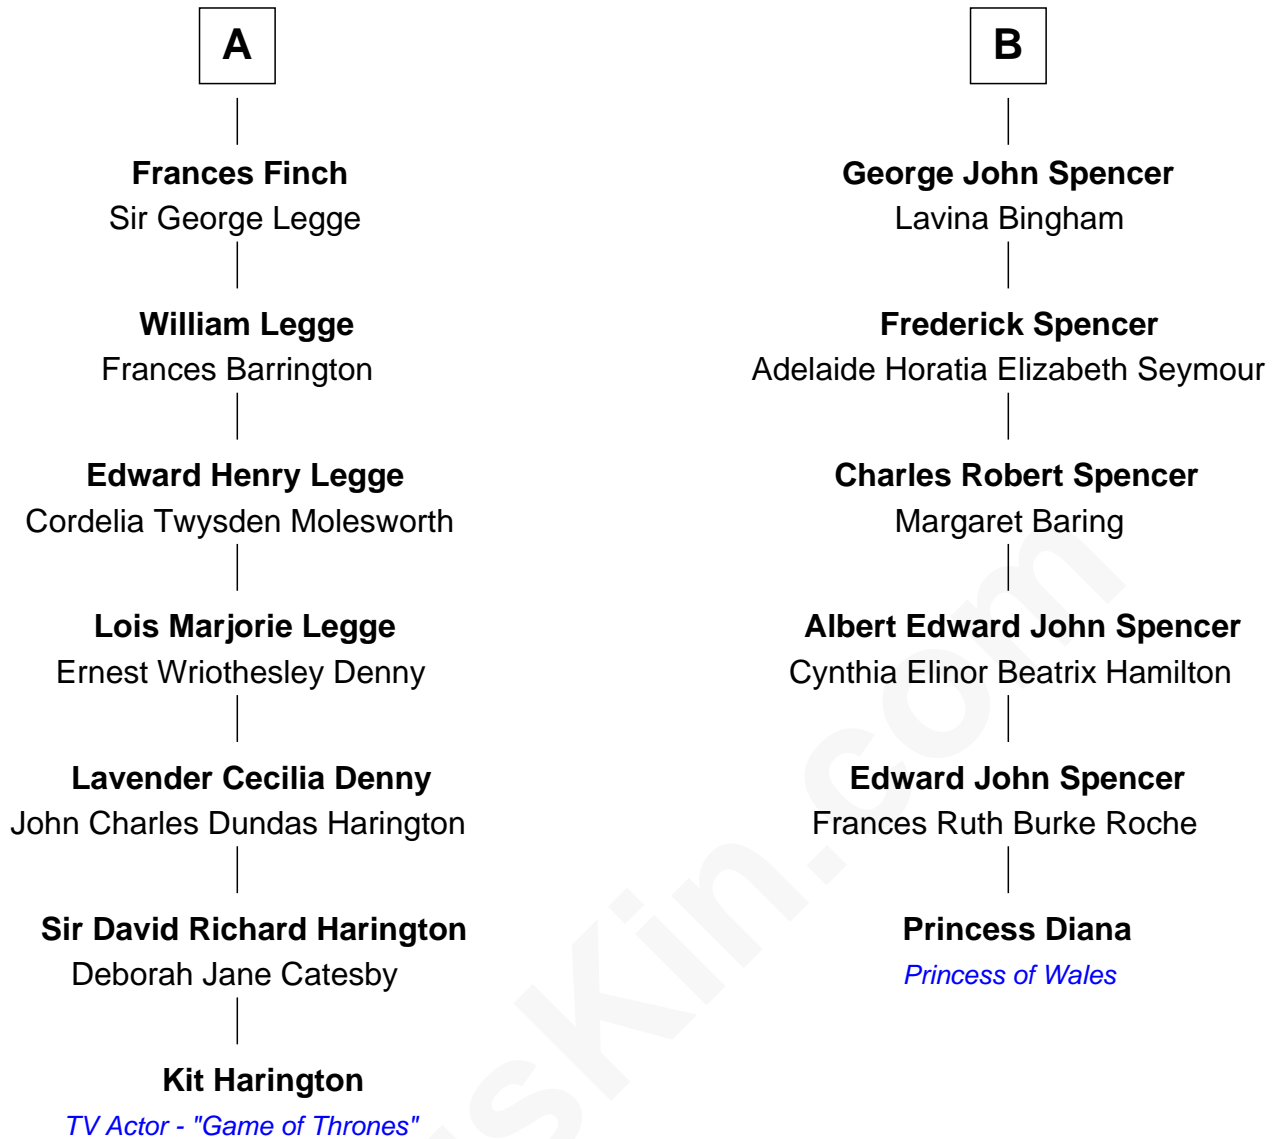 A
Frances Finch
Sir George Legge
William Legge
Frances Barrington
Edward Henry Legge
Cordelia Twysden Molesworth
Lois Marjorie Legge
Ernest Wriothesley Denny
Lavender Cecilia Denny
John Charles Dundas Harington
Sir David Richard Harington
Deborah Jane Catesby
Kit Harington
TV Actor - "Game of Thrones"
B
George John Spencer
Lavina Bingham
Frederick Spencer
Adelaide Horatia Elizabeth Seymour
Charles Robert Spencer
Margaret Baring
Albert Edward John Spencer
Cynthia Elinor Beatrix Hamilton
Edward John Spencer
Frances Ruth Burke Roche
Princess Diana
Princess of Wales